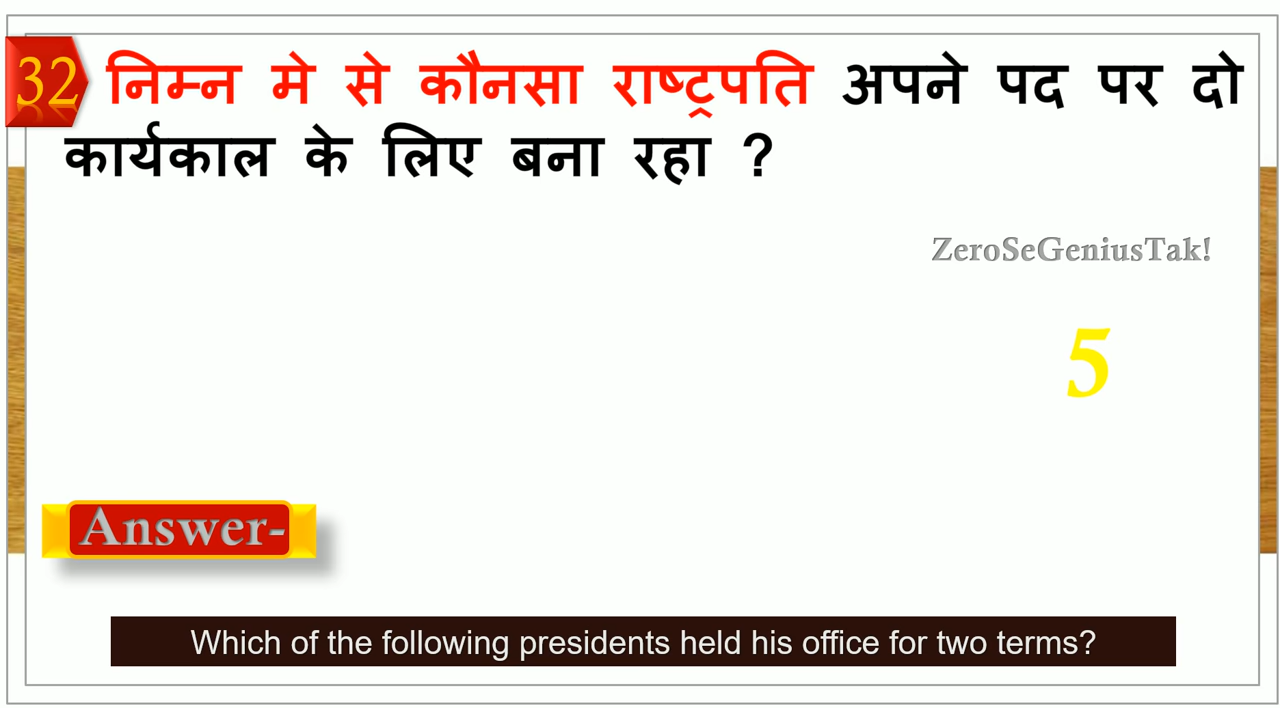 32 निम्न मे से कौनसा राष्ट्रपति अपने पद पर दो
कार्यकाल के लिए बना रहा ?
ZeroSeGeniusTak!
5
Answer-
Which of the following presidents held his office for two terms?